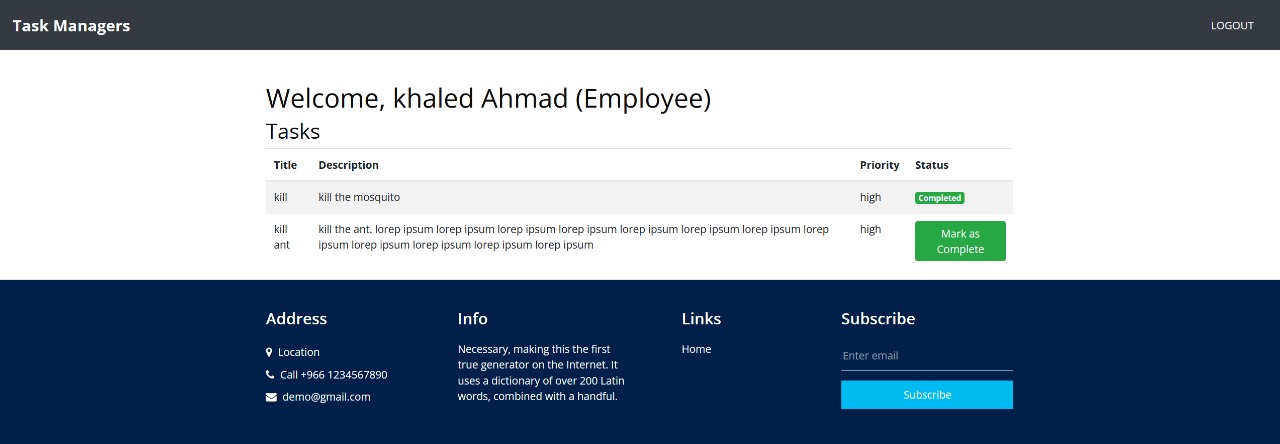 Task Managers
LOGOUT
Welcome, khaled Ahmad (Employee)
Tasks
Title Description Priority Status
kill kill the mosquito high Completed
kill kill the ant. lorep ipsum lorep ipsum lorep ipsum lorep ipsum lorep ipsum lorep ipsum lorep ipsum lorep high Mark as
ant ipsum lorep ipsum lorep ipsum lorep ipsum lorep ipsum Complete
Address
Location
Call +966 1234567890
demo@gmail.com
Info
Necessary, making this the first
true generator on the Internet. It
uses a dictionary of over 200 Latin
words, combined with a handful.
Links
Home
Subscribe
Enter email
Subscribe